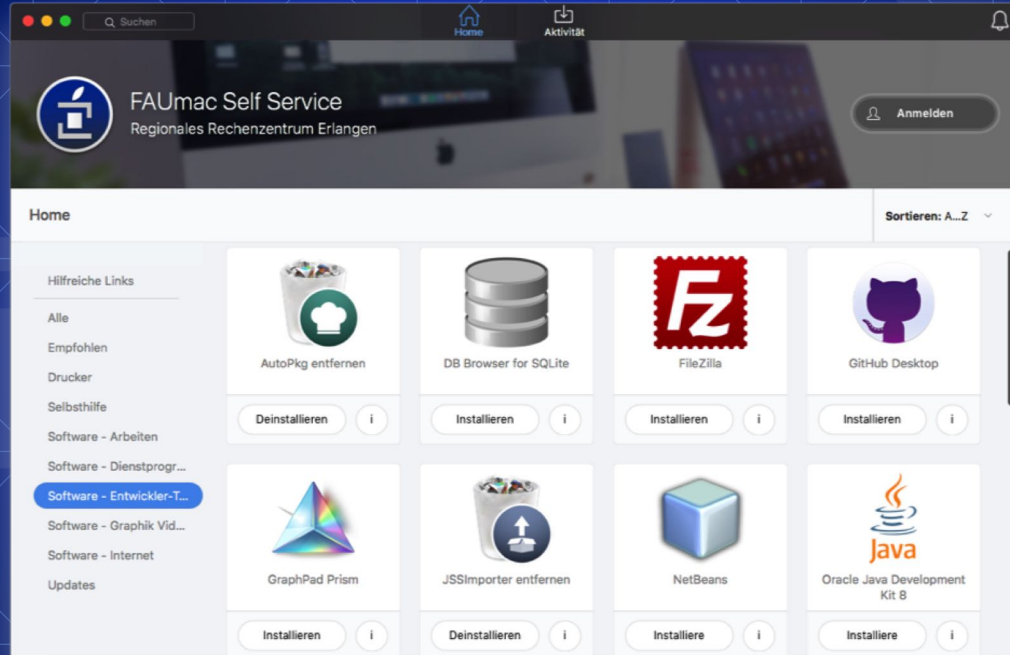 Suchen
Home
Aktivität
FAUmac Self Service
Regionales Rechenzentrum Erlangen
Anmelden
Home
Sortieren: A...Z
Hilfreiche Links
Alle
Empfohlen
Drucker
Selbsthilfe
Software - Arbeiten
Software - Dienstprogr...
Software - Entwickler-T...
Software - Graphik Vid...
Software - Internet
Updates
AutoPkg entfernen
DB Browser for SQLite
Fz
FileZilla
GitHub Desktop
Deinstallieren i
Installieren i
Installieren i
Installieren i
GraphPad Prism
JSSImporter entfernen
NetBeans
Java
Oracle Java Development
Kit 8
Installieren i
Deinstallieren i
Installiere i
Installiere i